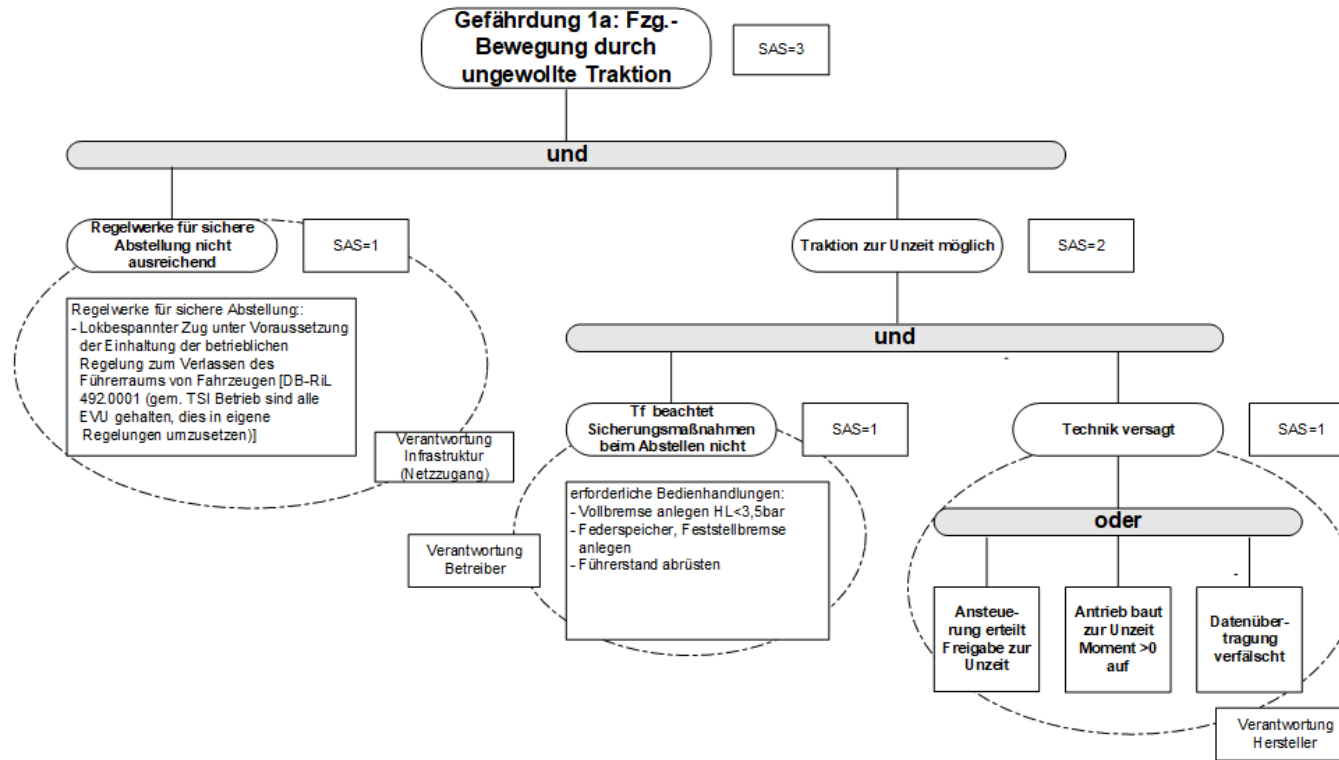 Gefährdung 1a: Fzg.-
Bewegung durch
ungewollte Traktion
SAS=3
und
Regelwerke für sichere
Abstellung nicht
ausreichend
SAS=1
Traktion zur Unzeit möglich
SAS=2
Regelwerke für sichere Abstellung::
- Lokbespannter Zug unter Voraussetzung
der Einhaltung der betrieblichen
Regelung zum Verlassen des
Führerraums von Fahrzeugen [DB-RiL
492.0001 (gem. TSI Betrieb sind alle
EVU gehalten, dies in eigene
Regelungen umzusetzen)]
Verantwortung
Infrastruktur
(Netzzugang)
und
Tf beachtet
Sicherungsmaßnahmen
beim Abstellen nicht
SAS=1
Technik versagt
SAS=1
erforderliche Bedienhandlungen:
- Vollbremse anlegen HL<3,5bar
- Federspeicher, Feststellbremse
anlegen
- Führerstand abrüsten
Verantwortung
Betreiber
oder
Ansteue-
rung erteilt
Freigabe zur
Unzeit
Antrieb baut
zur Unzeit
Moment >0
auf
Datenüber-
tragung
verfälscht
Verantwortung
Hersteller